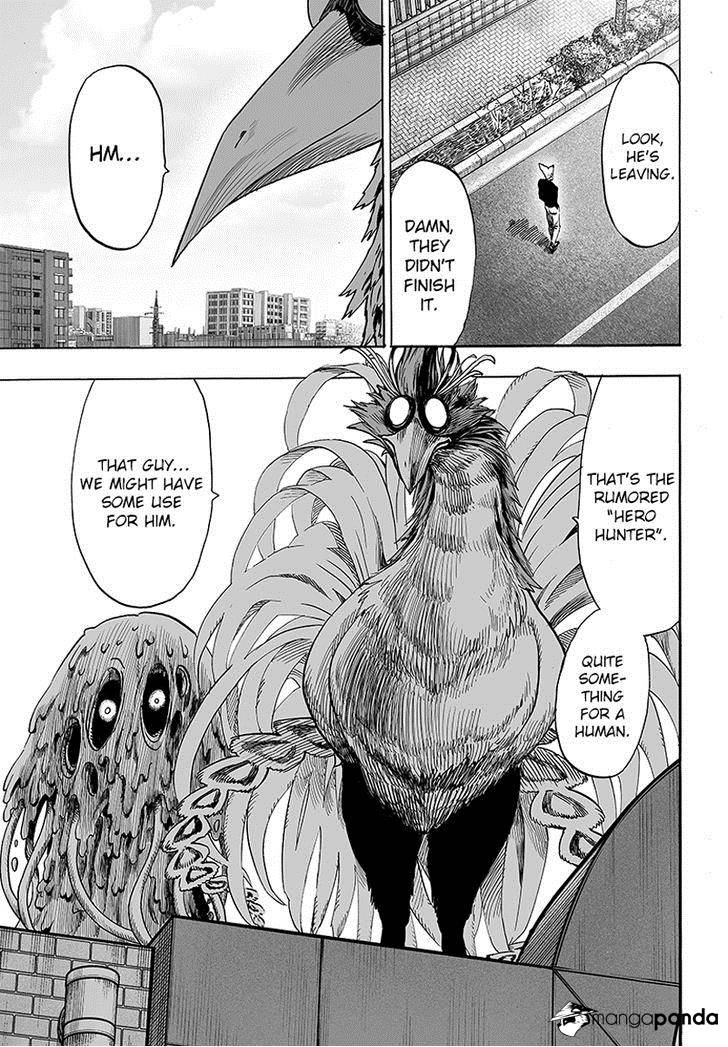 LOOK,
HE'S
LEAVING.
DAMN,
THEY
DIDN'T
FINISH
IT.
HM...
THAT'S THE
RUMORED
"HERO
HUNTER".
QUITE
SOME-
THING
FOR A
HUMAN.
THAT GUY...
WE MIGHT HAVE
SOME USE
FOR HIM.
mangapanda